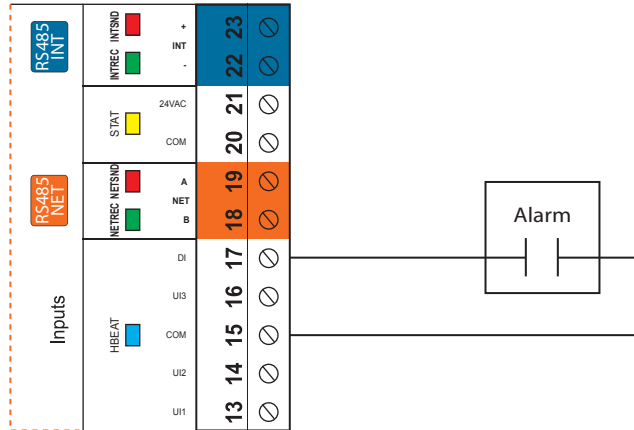 RS485
INT
INTREC INTSND
+
INT
-
23
22
STAT
24VAC
COM
21
20
RS485
NET
NETREC NETSND
A
NET
B
19
18
Inputs
HBEAT
DI
UI3
COM
UI2
UI1
17
16
15
14
13
Alarm